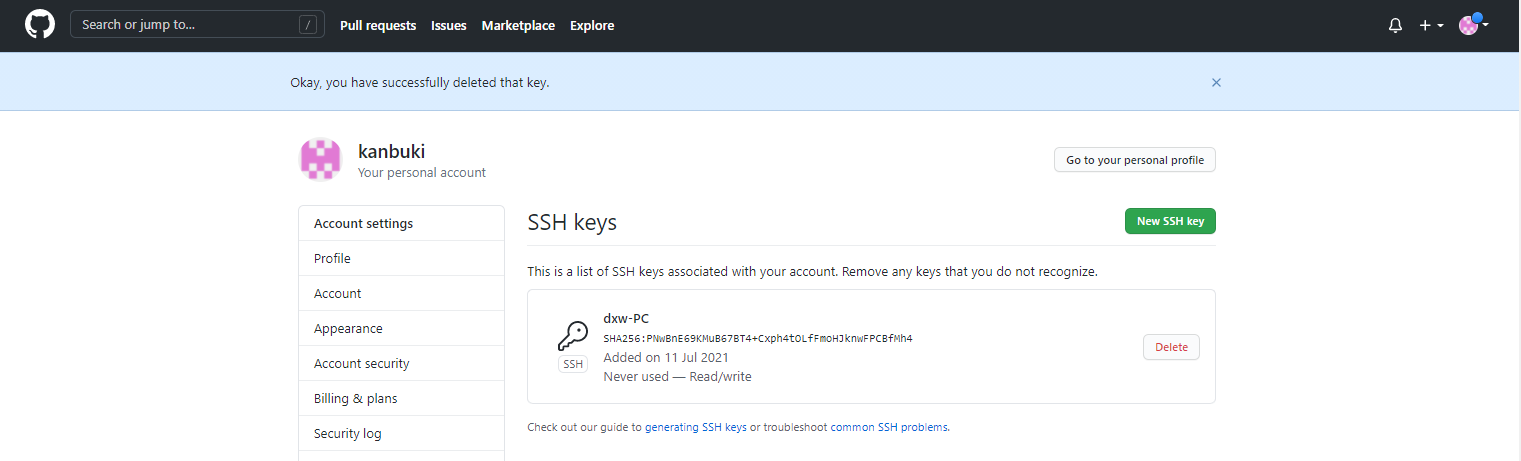 Search or jump to...
/
Pull requests
Issues
Marketplace
Explore
Okay, you have successfully deleted that key.
kanbuki
Your personal account
Go to your personal profile
Account settings
Profile
Account
Appearance
Account security
Billing & plans
Security log
SSH keys
New SSH key
This is a list of SSH keys associated with your account. Remove any keys that you do not recognize.
dxw-PC
SHA256:PNwBnE69KMuB67BT4+Cxph4tOLfFmoHJknwFPCBfMh4
SSH
Added on 11 Jul 2021
Never used — Read/write
Delete
Check out our guide to generating SSH keys or troubleshoot common SSH problems.